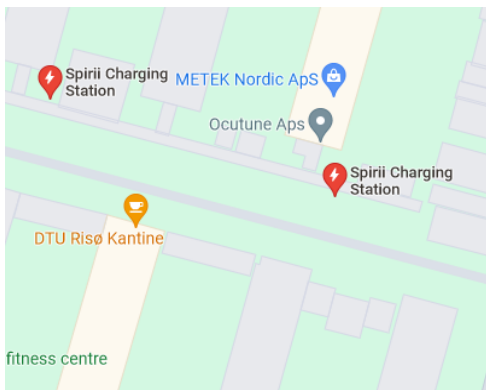 Spirii Charging
Station
METEK Nordic ApS
Ocutune Aps
Spirii Charging
Station
DTU Risø Kantine
fitness centre